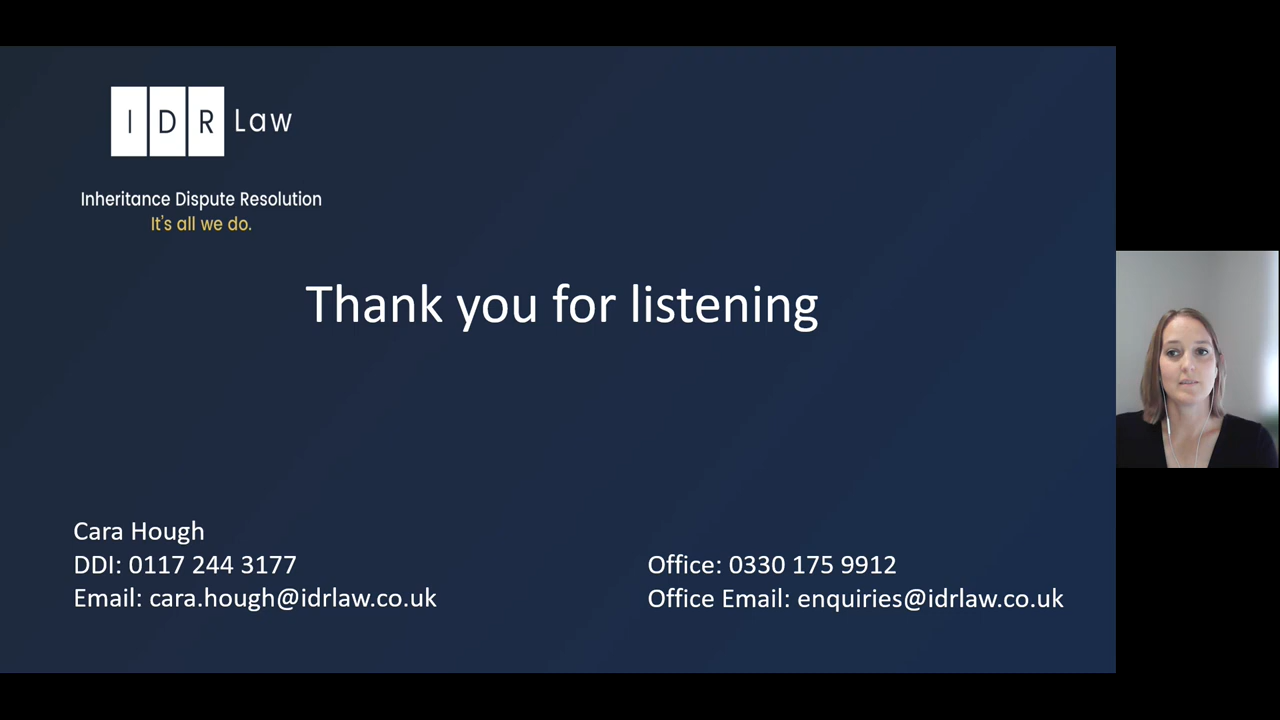 I D R Law
Inheritance Dispute Resolution
It's all we do.
Thank you for listening
Cara Hough
DDI: 0117 244 3177
Email: cara.hough@idrlaw.co.uk
Office: 0330 175 9912
Office Email: enquiries@idrlaw.co.uk